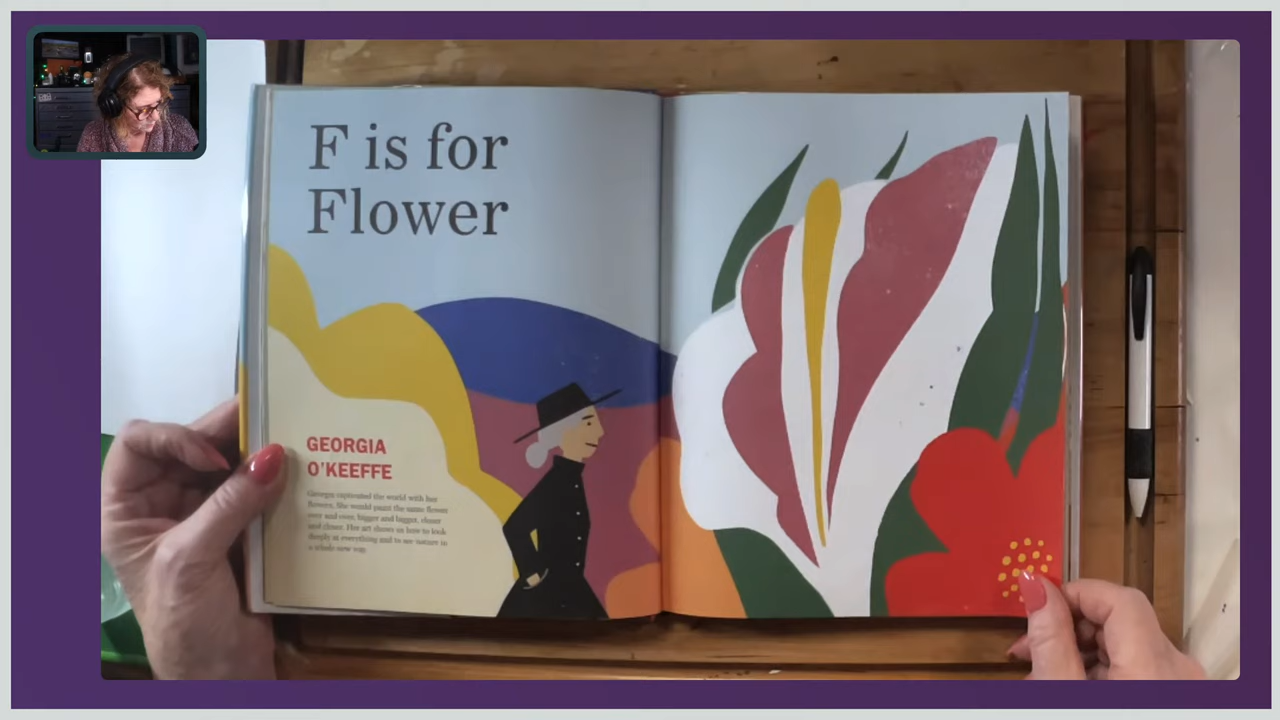 F is for
Flower
GEORGIA
O'KEEFFE
Georgia captivated the world with her
flowers. She would paint the same flower
over and over, bigger and bigger, closer
and closer. Her art shows us how to look
deeply at everything and to see nature in
a whole new way.